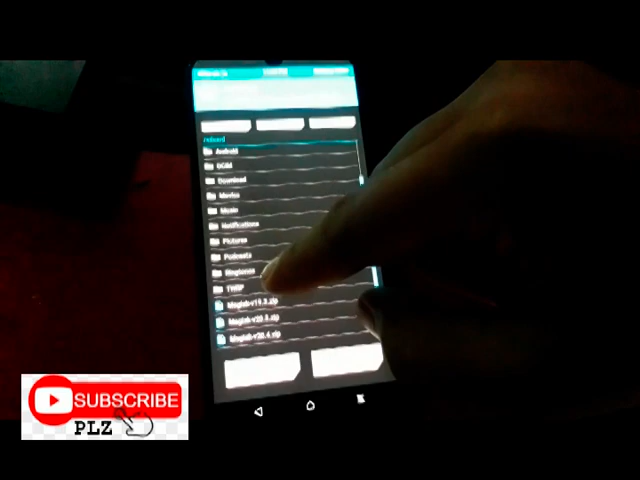 /sdcard
Android
DCIM
Download
Movies
Music
Notifications
Pictures
Podcasts
Ringtones
TWRP
Magisk-v19.3.zip
Magisk-v20.3.zip
Magisk-v20.4.zip
SUBSCRIBE
PLZ